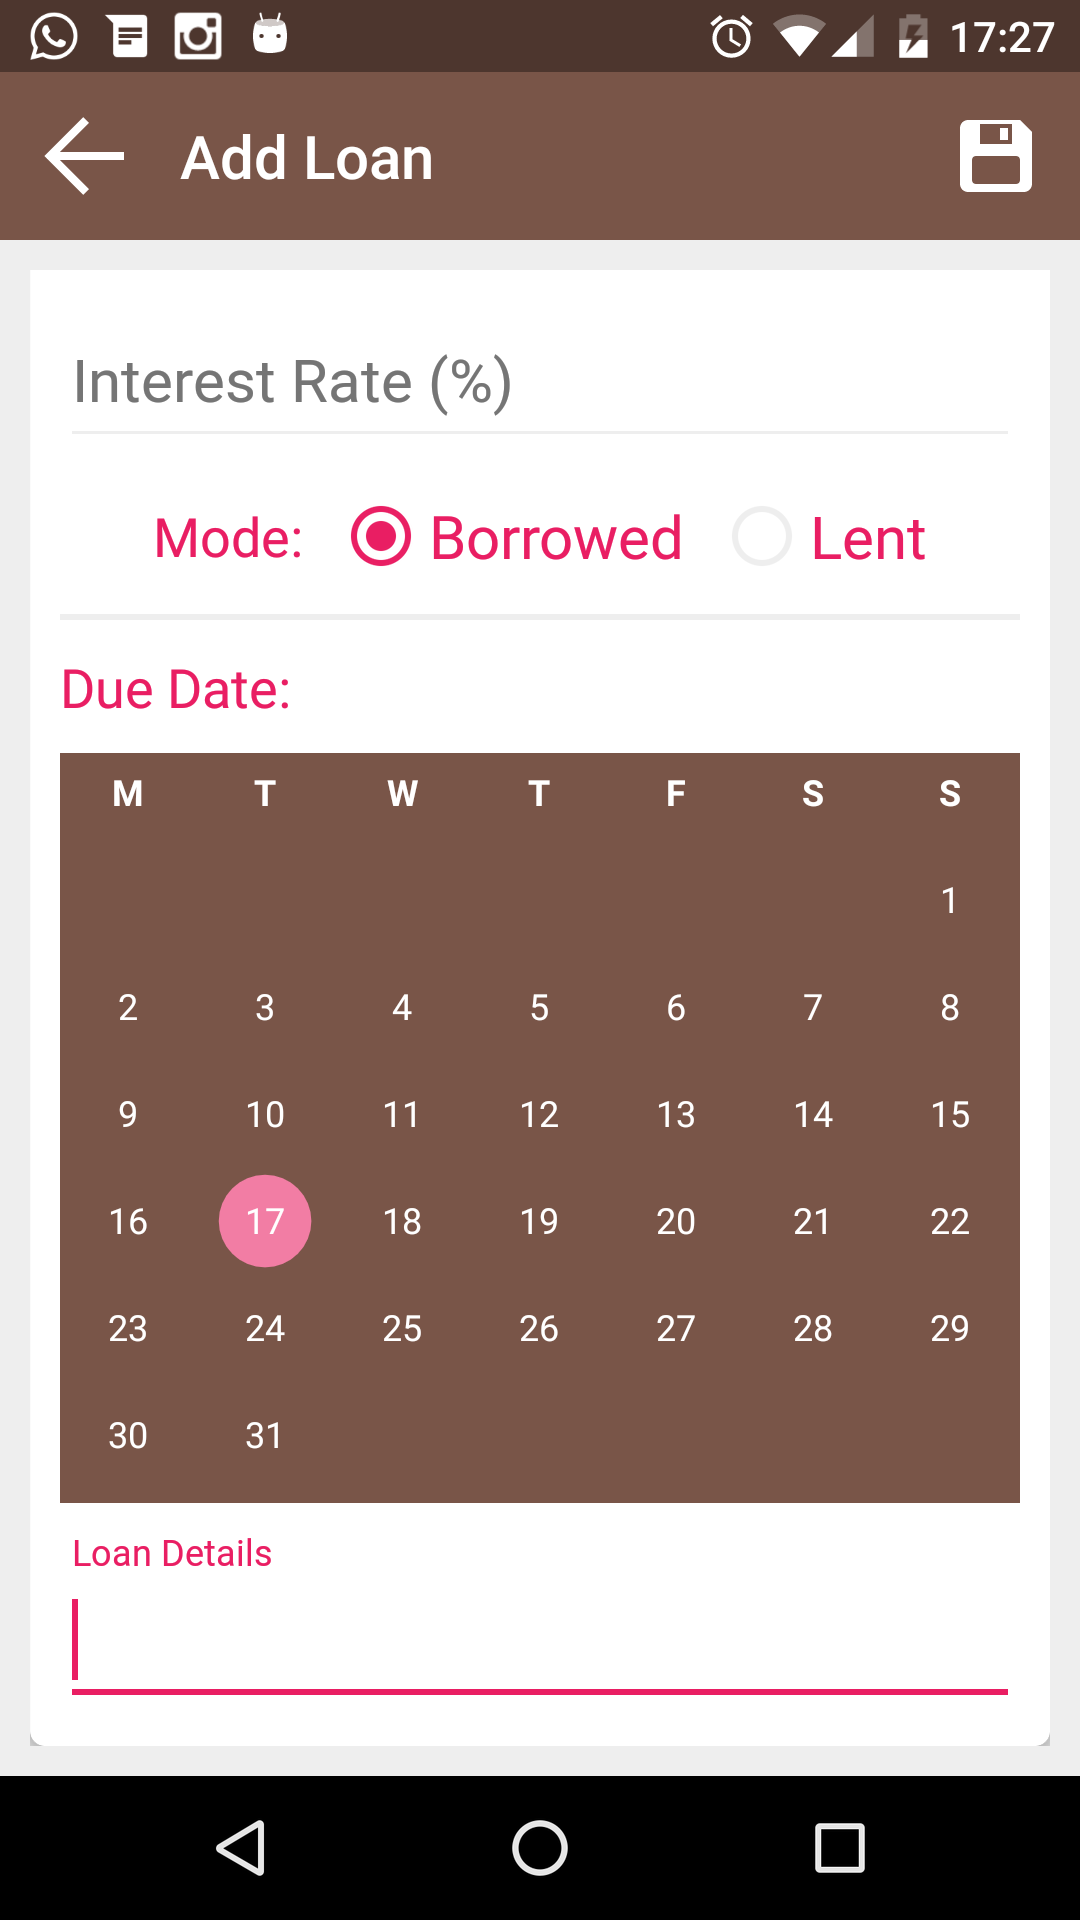 17:27
Add Loan
Interest Rate (%)
Mode: Borrowed Lent
Due Date:
M T W T F S S
1
2 3 4 5 6 7 8
9 10 11 12 13 14 15
16 17 18 19 20 21 22
23 24 25 26 27 28 29
30 31
Loan Details